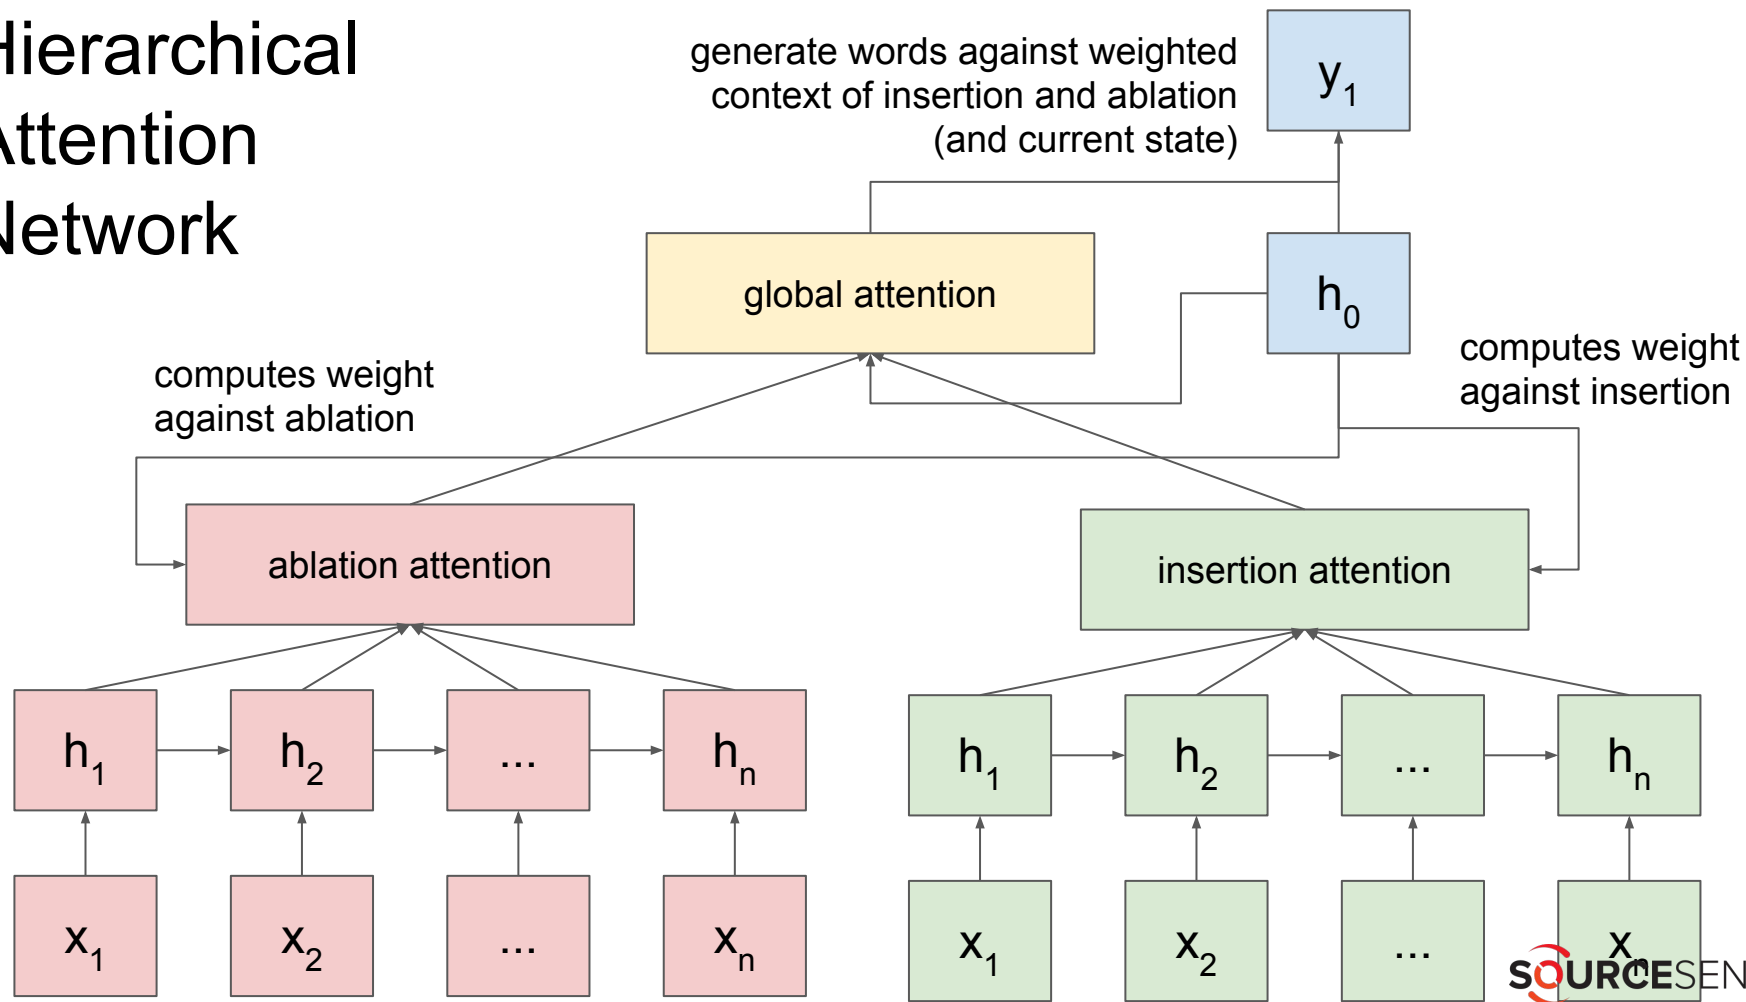 Hierarchical
Attention
Network
generate words against weighted
context of insertion and ablation
(and current state)
y1
global attention
h0
computes weight
against ablation
computes weight
against insertion
ablation attention
insertion attention
h1 h2 ... hn
h1 h2 ... hn
x1 x2 ... xn
x1 x2 ... xn
SOURCESEN